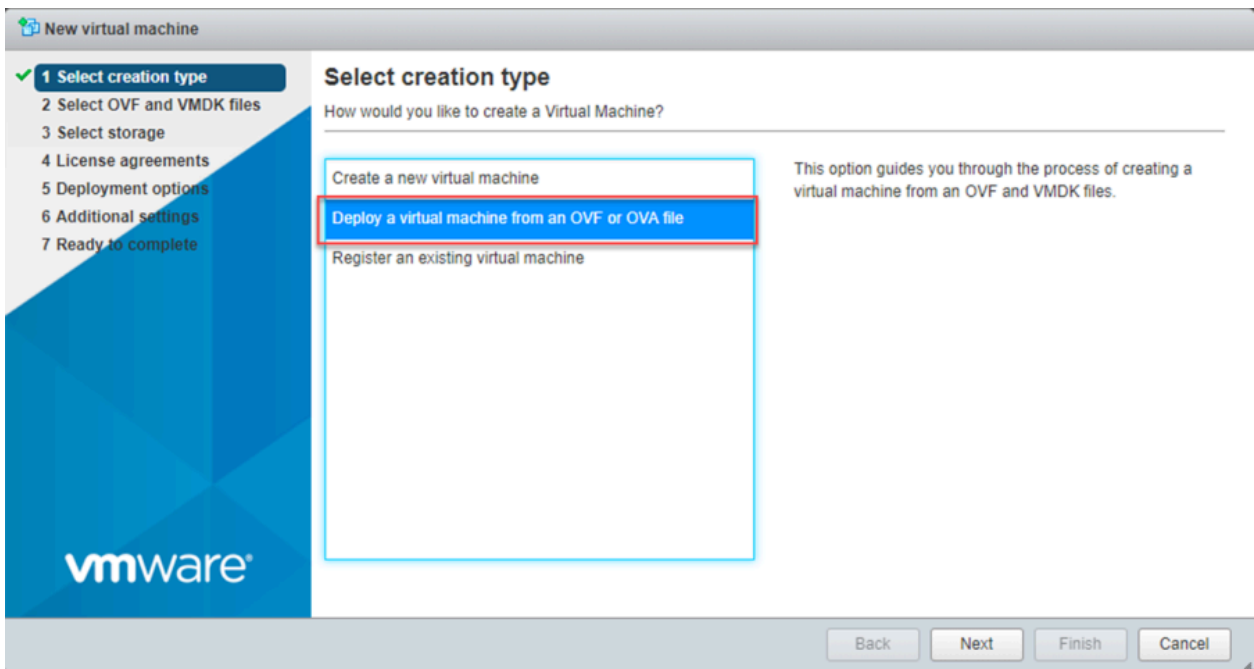 New virtual machine
1 Select creation type
2 Select OVF and VMDK files
3 Select storage
4 License agreements
5 Deployment options
6 Additional settings
7 Ready to complete
vmware®
Select creation type
How would you like to create a Virtual Machine?
Create a new virtual machine
Deploy a virtual machine from an OVF or OVA file
Register an existing virtual machine
This option guides you through the process of creating a
virtual machine from an OVF and VMDK files.
Back Next Finish Cancel